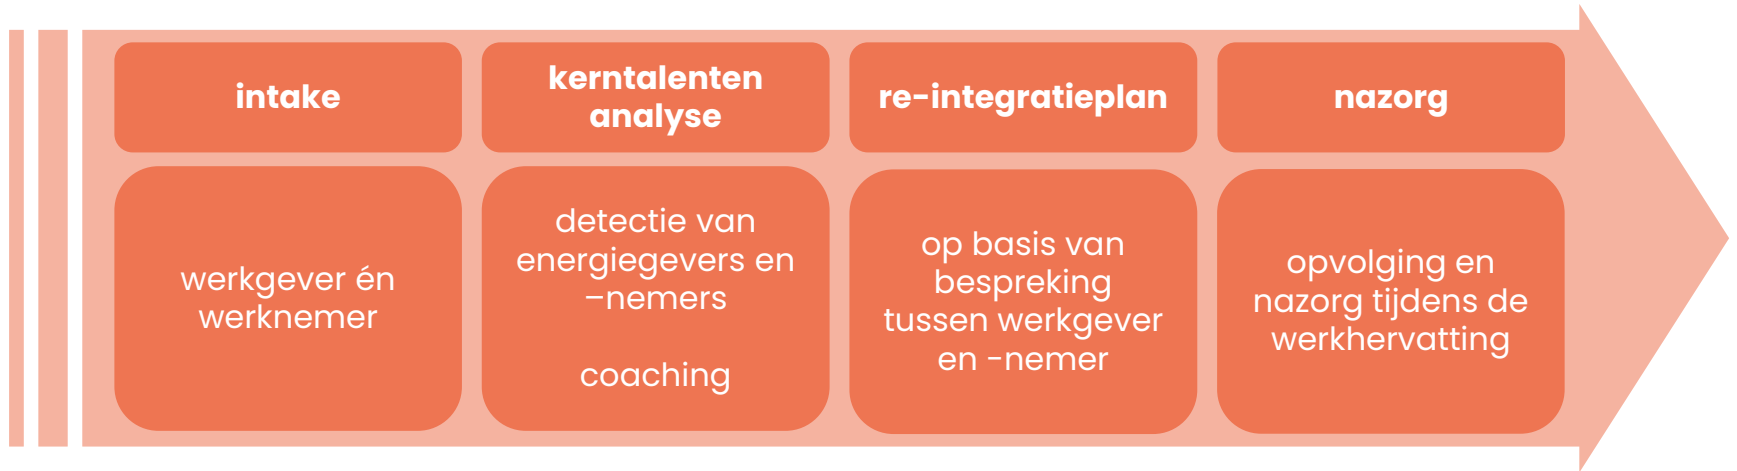 intake
werkgever én
werknemer
kerntalenten
analyse
detectie van
energiegevers en
–nemers
coaching
re-integratieplan
op basis van
bespreking
tussen werkgever
en -nemer
nazorg
opvolging en
nazorg tijdens de
werkhervatting